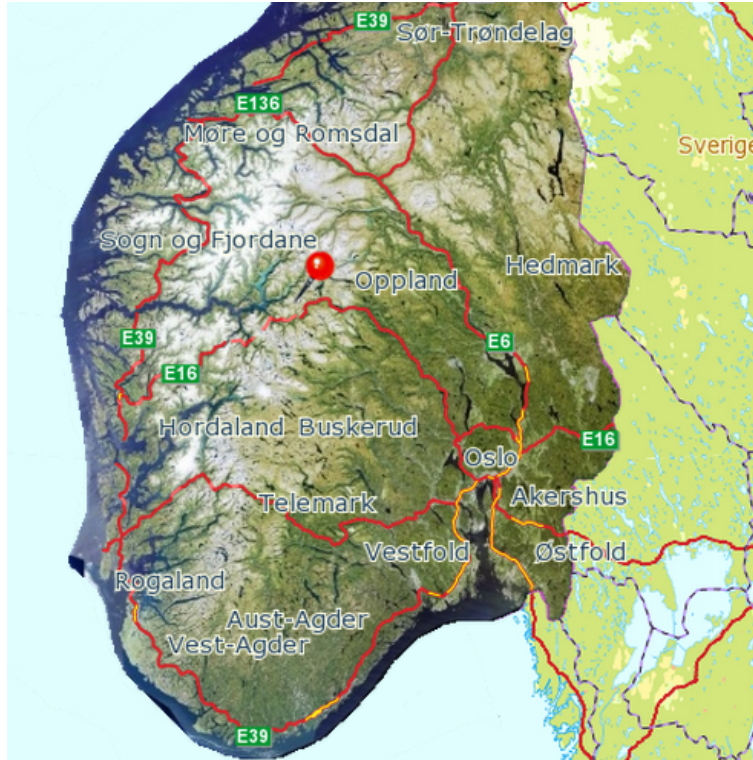 E39
Sør-Trøndelag
E136
Møre og Romsdal
Sverige
Sogn og Fjordane
Hedmark
Oppland
E39
E6
E16
Hordaland
Buskerud
E16
Oslo
Telemark
Akershus
Vestfold
Østfold
Rogaland
Aust-Agder
Vest-Agder
E39